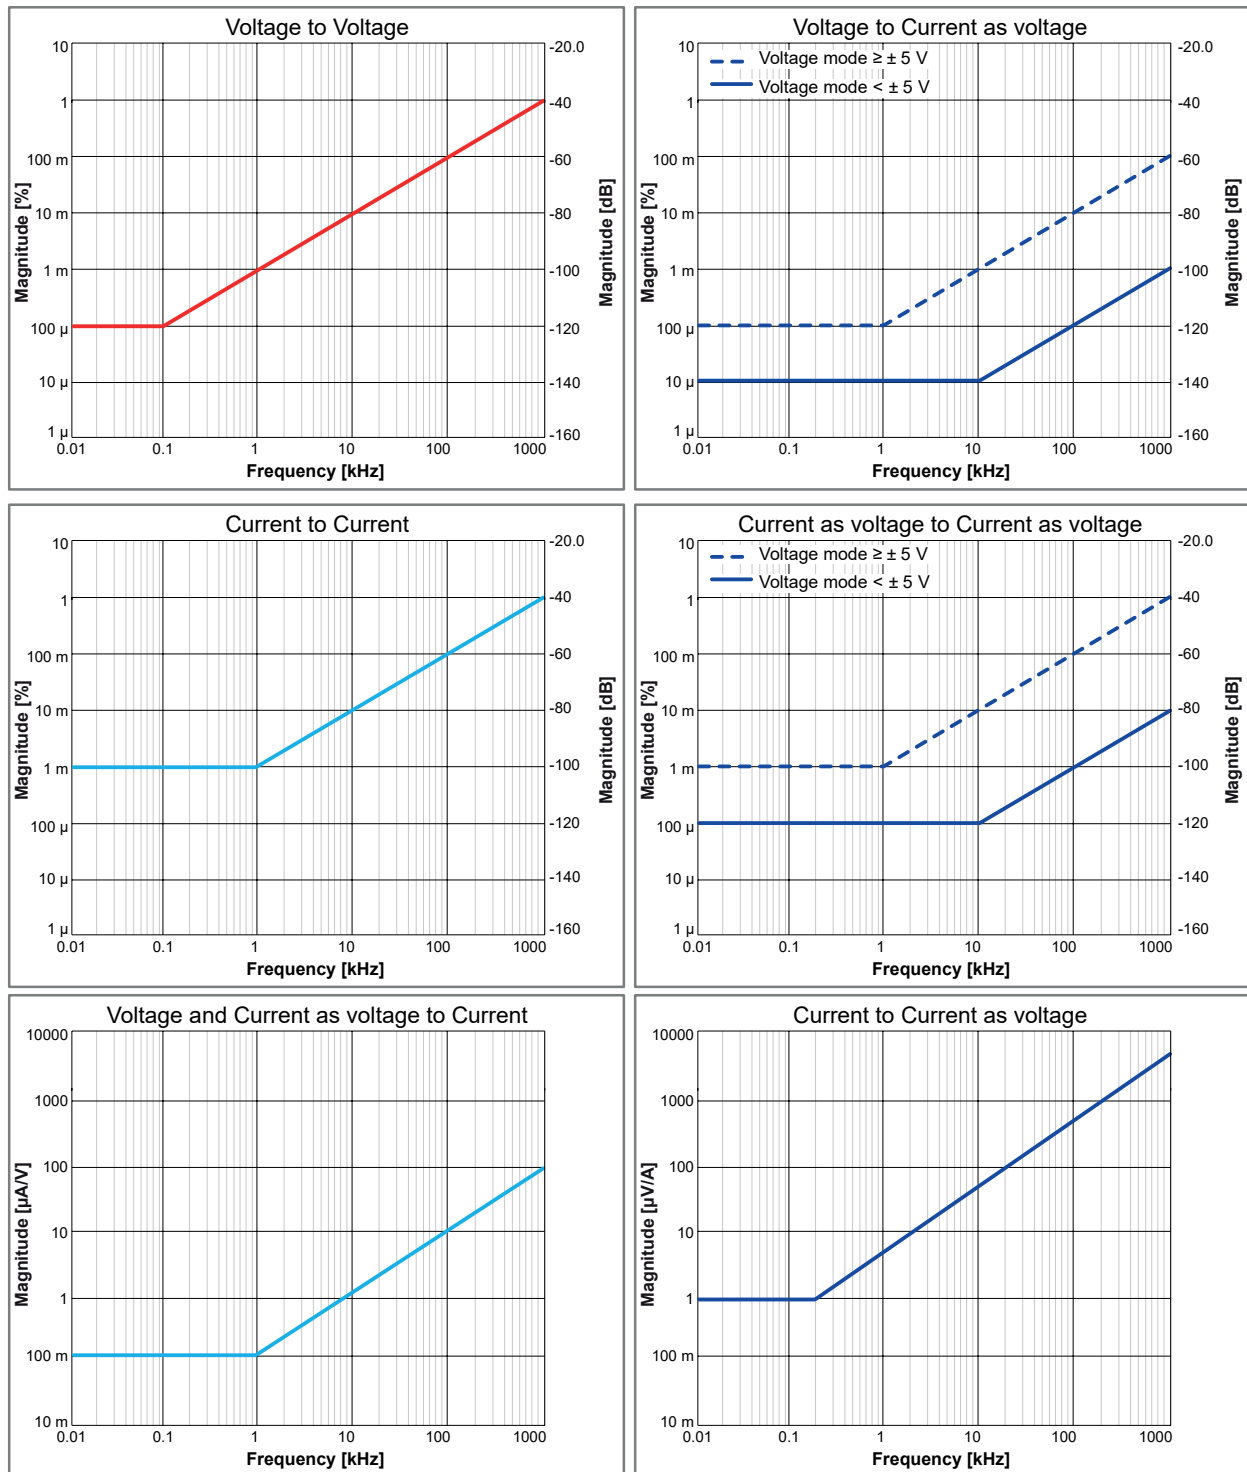 Voltage to Voltage
10
1
100 m
10 m
1 m
100 µ
10 µ
1 µ
-20.0
-40
-60
-80
-100
-120
-140
-160
Magnitude [%]
Magnitude [dB]
0.01 0.1 1 10 100 1000
Frequency [kHz]
Voltage to Current as voltage
Voltage mode ≥ ± 5 V
Voltage mode < ± 5 V
10
1
100 m
10 m
1 m
100 µ
10 µ
1 µ
-20.0
-40
-60
-80
-100
-120
-140
-160
Magnitude [%]
Magnitude [dB]
0.01 0.1 1 10 100 1000
Frequency [kHz]
Current to Current
10
1
100 m
10 m
1 m
100 µ
10 µ
1 µ
-20.0
-40
-60
-80
-100
-120
-140
-160
Magnitude [%]
Magnitude [dB]
0.01 0.1 1 10 100 1000
Frequency [kHz]
Current as voltage to Current as voltage
Voltage mode ≥ ± 5 V
Voltage mode < ± 5 V
10
1
100 m
10 m
1 m
100 µ
10 µ
1 µ
-20.0
-40
-60
-80
-100
-120
-140
-160
Magnitude [%]
Magnitude [dB]
0.01 0.1 1 10 100 1000
Frequency [kHz]
Voltage and Current as voltage to Current
10000
1000
100
10
1
100 m
10 m
Magnitude [µA/V]
0.01 0.1 1 10 100 1000
Frequency [kHz]
Current to Current as voltage
10000
1000
100
10
1
100 m
10 m
Magnitude [µV/A]
0.01 0.1 1 10 100 1000
Frequency [kHz]